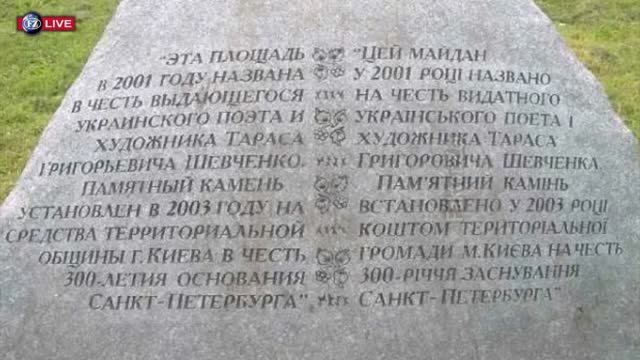 FZ LIVE
"ЭТА ПЛОЩАДЬ
В 2001 ГОДУ НАЗВАНА
В ЧЕСТЬ ВЫДАЮЩЕГОСЯ
УКРАИНСКОГО ПОЭТА И
ХУДОЖНИКА ТАРАСА
ГРИГОРЬЕВИЧА ШЕВЧЕНКО.
ПАМЯТНЫЙ КАМЕНЬ
УСТАНОВЛЕН В 2003 ГОДУ НА
СРЕДСТВА ТЕРРИТОРИАЛЬНОЙ
ОБЩИНЫ Г. КИЕВА В ЧЕСТЬ
300-ЛЕТИЯ ОСНОВАНИЯ
САНКТ-ПЕТЕРБУРГА"
"ЦЕЙ МАЙДАН
У 2001 РОЦІ НАЗВАНО
НА ЧЕСТЬ ВИДАТНОГО
УКРАЇНСЬКОГО ПОЕТА І
ХУДОЖНИКА ТАРАСА
ГРИГОРОВИЧА ШЕВЧЕНКА.
ПАМ'ЯТНИЙ КАМІНЬ
ВСТАНОВЛЕНО У 2003 РОЦІ
КОШТОМ ТЕРИТОРІАЛЬНОЇ
ГРОМАДИ М. КИЄВА НА ЧЕСТЬ
300-РІЧЧЯ ЗАСНУВАННЯ
САНКТ-ПЕТЕРБУРГА"